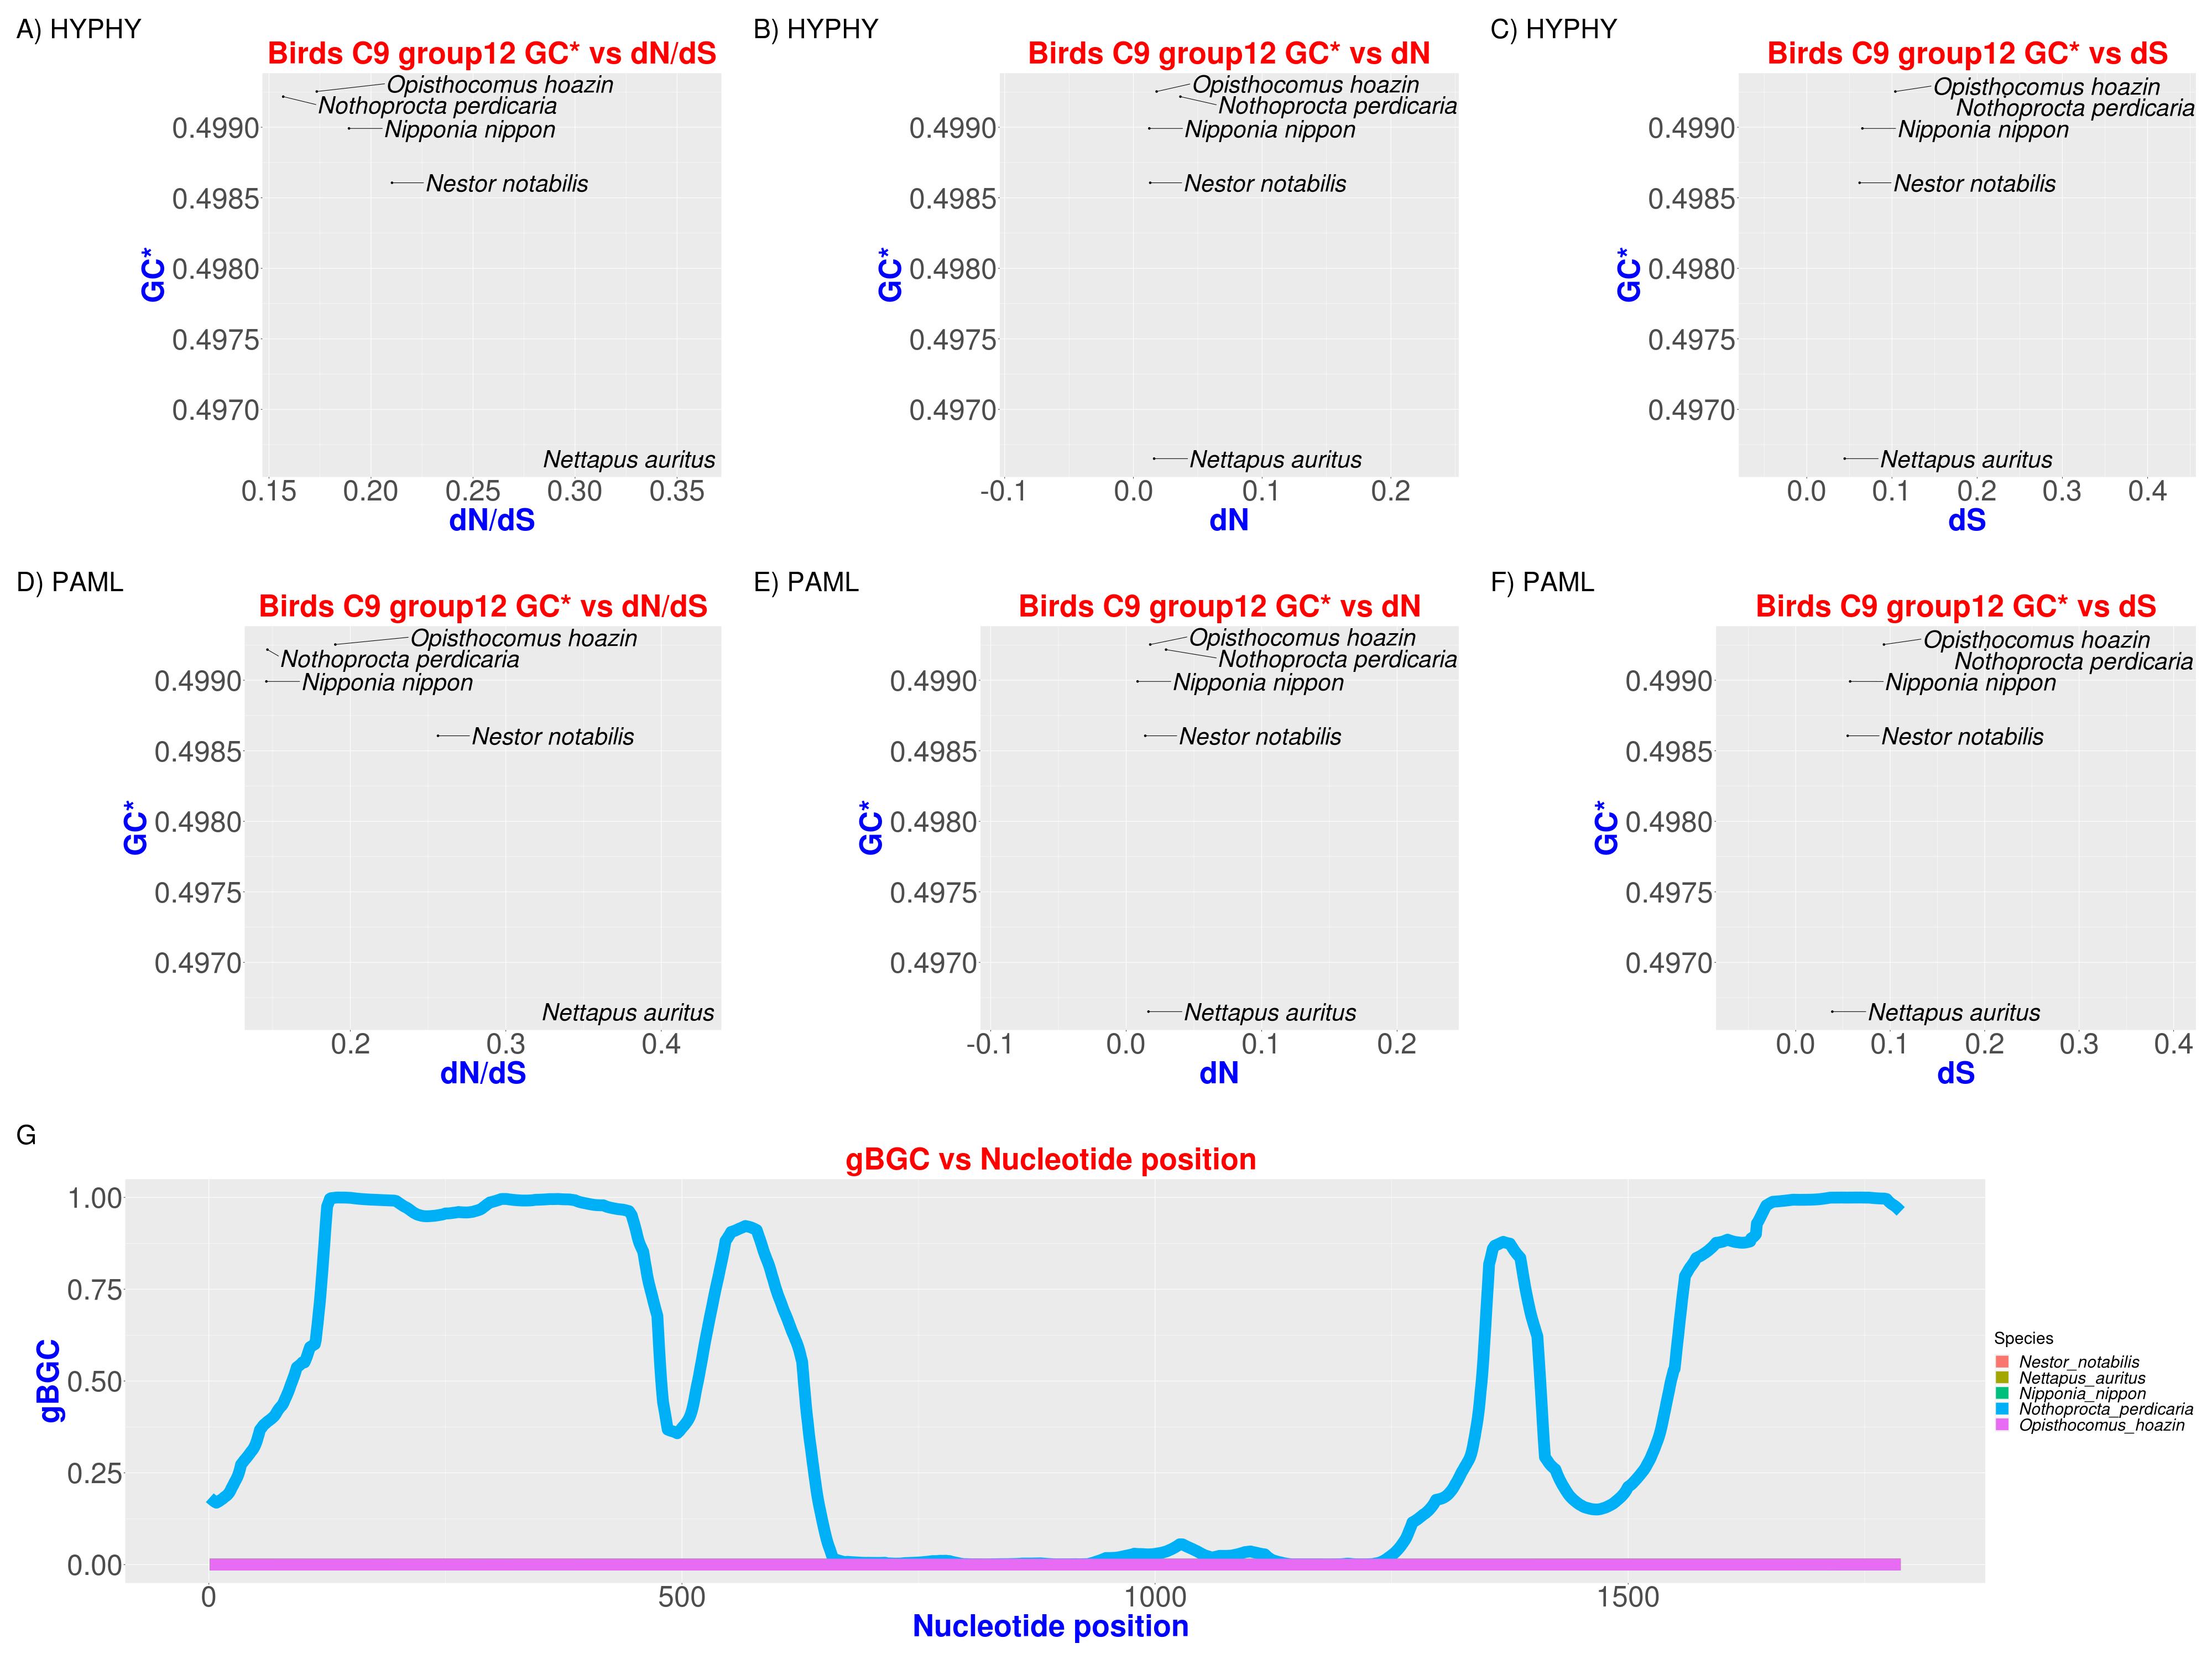 A) HYPHY
Birds C9 group12 GC* vs dN/dS
Opisthocomus hoazin
Nothoprocta perdicaria
0.4990
Nipponia nippon
Nestor notabilis
0.4985
GC*
0.4980
0.4975
0.4970
Nettapus auritus
0.15 0.20 0.25 0.30 0.35
dN/dS
B) HYPHY
Birds C9 group12 GC* vs dN
Opisthocomus hoazin
Nothoprocta perdicaria
0.4990
Nipponia nippon
Nestor notabilis
0.4985
GC*
0.4980
0.4975
0.4970
Nettapus auritus
-0.1 0.0 0.1 0.2
dN
C) HYPHY
Birds C9 group12 GC* vs dS
Opisthocomus hoazin
Nothoprocta perdicaria
0.4990
Nipponia nippon
Nestor notabilis
0.4985
GC*
0.4980
0.4975
0.4970
Nettapus auritus
0.0 0.1 0.2 0.3 0.4
dS
D) PAML
Birds C9 group12 GC* vs dN/dS
Opisthocomus hoazin
Nothoprocta perdicaria
0.4990
Nipponia nippon
Nestor notabilis
0.4985
GC*
0.4980
0.4975
0.4970
Nettapus auritus
0.2 0.3 0.4
dN/dS
E) PAML
Birds C9 group12 GC* vs dN
Opisthocomus hoazin
Nothoprocta perdicaria
0.4990
Nipponia nippon
Nestor notabilis
0.4985
GC*
0.4980
0.4975
0.4970
Nettapus auritus
-0.1 0.0 0.1 0.2
dN
F) PAML
Birds C9 group12 GC* vs dS
Opisthocomus hoazin
Nothoprocta perdicaria
0.4990
Nipponia nippon
Nestor notabilis
0.4985
GC*
0.4980
0.4975
0.4970
Nettapus auritus
0.0 0.1 0.2 0.3 0.4
dS
G
gBGC vs Nucleotide position
1.00
0.75
gBGC
0.50
0.25
0.00
0 500 1000 1500
Nucleotide position
Species
Nestor_notabilis
Nettapus_auritus
Nipponia_nippon
Nothoprocta_perdicaria
Opisthocomus_hoazin